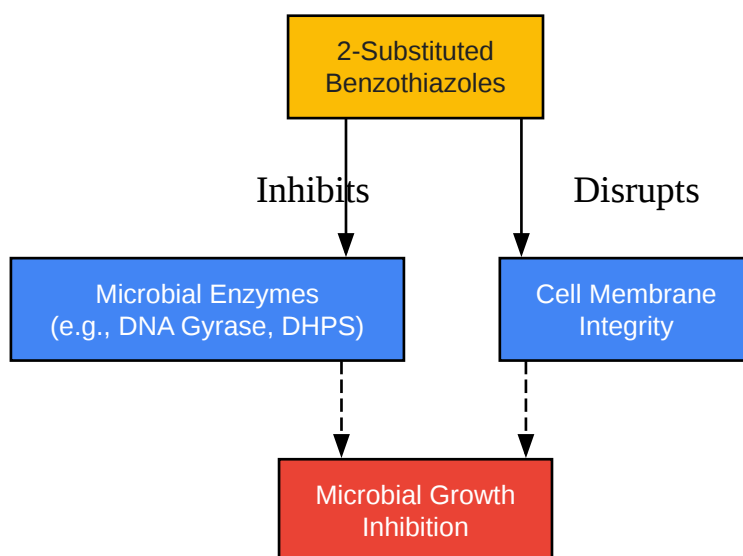 2-Substituted
Benzothiazoles
Inhibits
Disrupts
Microbial Enzymes
(e.g., DNA Gyrase, DHPS)
Cell Membrane
Integrity
Microbial Growth
Inhibition